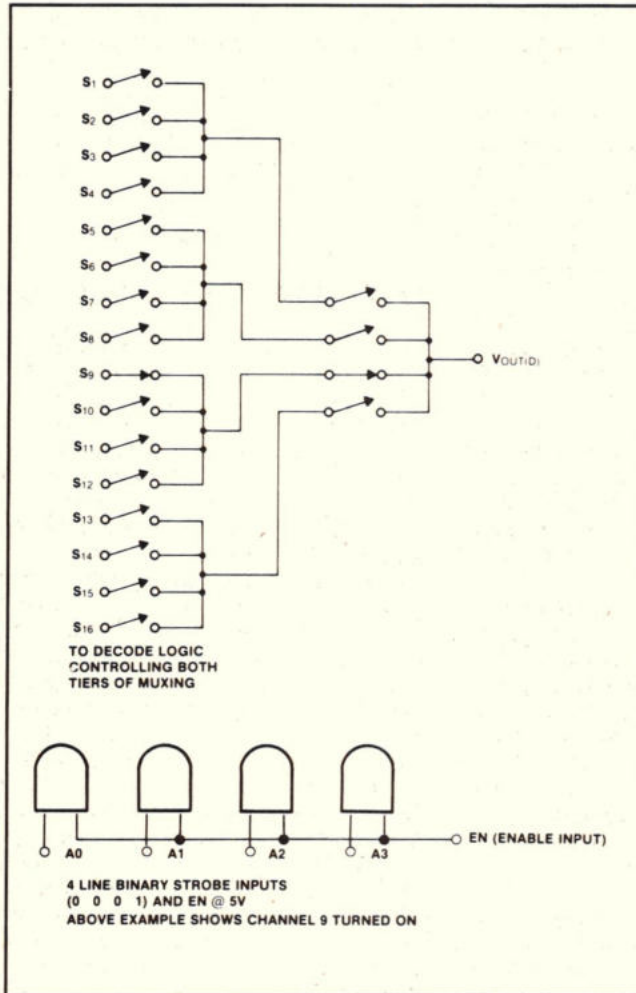 S1
S2
S3
S4
S5
S6
S7
S8
S9
S10
S11
S12
S13
S14
S15
S16
VOUT(D)
TO DECODE LOGIC
CONTROLLING BOTH
TIERS OF MUXING
A0 A1 A2 A3 EN (ENABLE INPUT)
4 LINE BINARY STROBE INPUTS
(0 0 0 1) AND EN @ 5V
ABOVE EXAMPLE SHOWS CHANNEL 9 TURNED ON